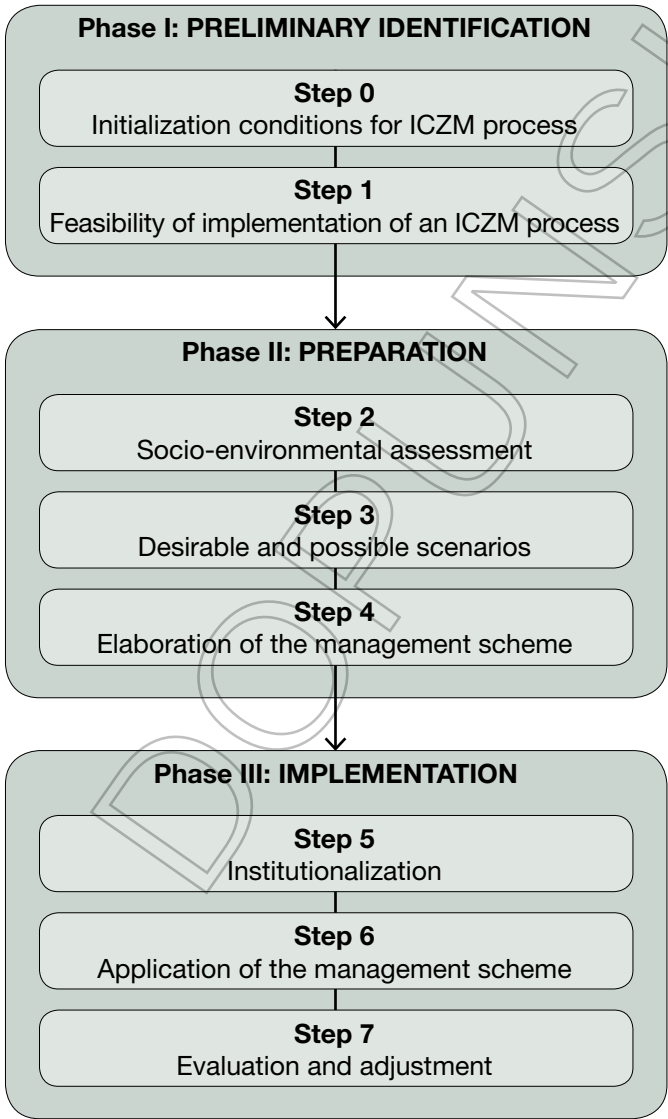 Phase I: PRELIMINARY IDENTIFICATION
Step 0
Initialization conditions for ICZM process
Step 1
Feasibility of implementation of an ICZM process
Phase II: PREPARATION
Step 2
Socio-environmental assessment
Step 3
Desirable and possible scenarios
Step 4
Elaboration of the management scheme
Phase III: IMPLEMENTATION
Step 5
Institutionalization
Step 6
Application of the management scheme
Step 7
Evaluation and adjustment